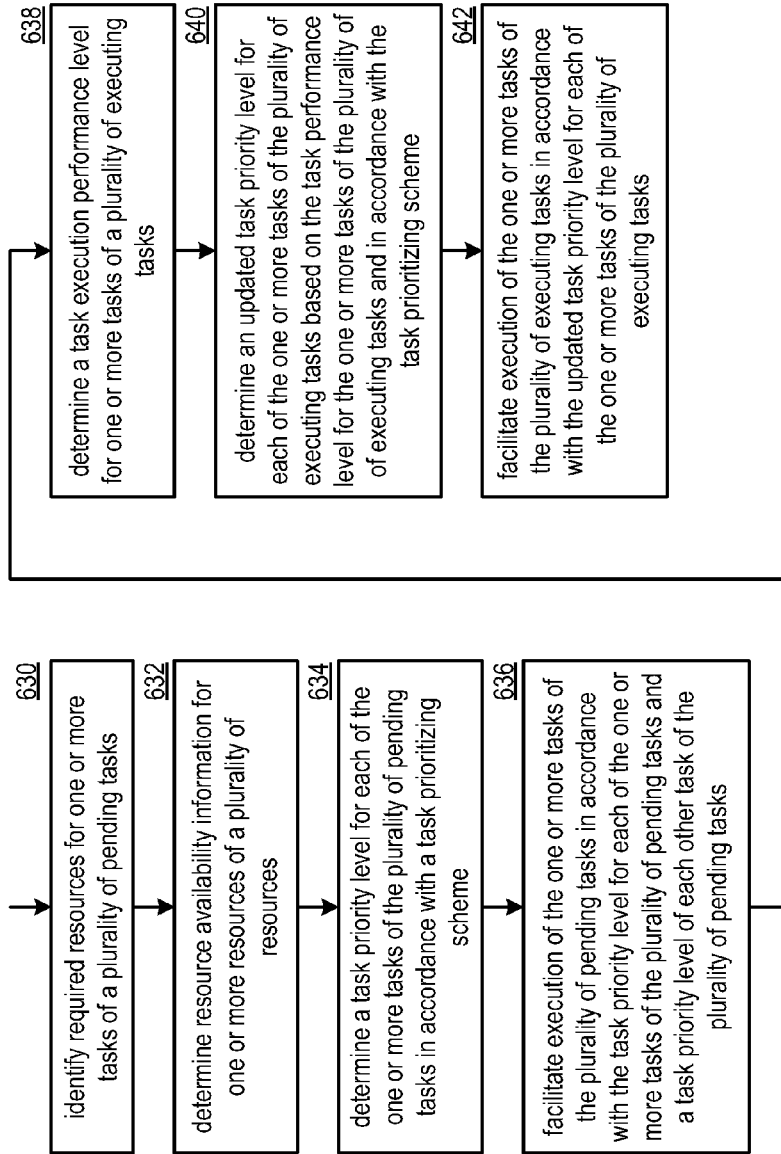 630
identify required resources for one or more
tasks of a plurality of pending tasks
632
determine resource availability information for
one or more resources of a plurality of
resources
634
determine a task priority level for each of the
one or more tasks of the plurality of pending
tasks in accordance with a task prioritizing
scheme
636
facilitate execution of the one or more tasks of
the plurality of pending tasks in accordance
with the task priority level for each of the one or
more tasks of the plurality of pending tasks and
a task priority level of each other task of the
plurality of pending tasks
638
determine a task execution performance level
for one or more tasks of a plurality of executing
tasks
640
determine an updated task priority level for
each of the one or more tasks of the plurality of
executing tasks based on the task performance
level for the one or more tasks of the plurality
of executing tasks and in accordance with the
task prioritizing scheme
642
facilitate execution of the one or more tasks of
the plurality of executing tasks in accordance
with the updated task priority level for each of
the one or more tasks of the plurality of
executing tasks